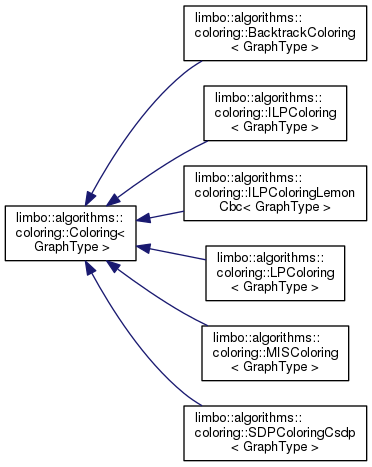 limbo::algorithms::
coloring::BacktrackColoring
< GraphType >
limbo::algorithms::
coloring::ILPColoring
< GraphType >
limbo::algorithms::
coloring::ILPColoringLemon
Cbc< GraphType >
limbo::algorithms::
coloring::Coloring<
GraphType >
limbo::algorithms::
coloring::LPColoring
< GraphType >
limbo::algorithms::
coloring::MISColoring
< GraphType >
limbo::algorithms::
coloring::SDPColoringCsdp
< GraphType >